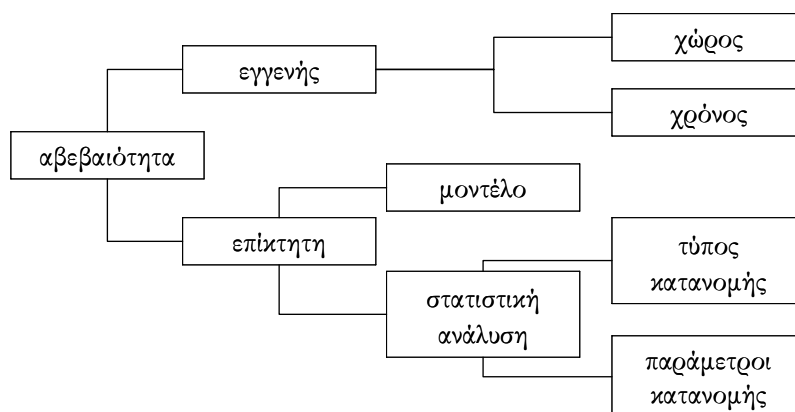 χώρος
εγγενής
χρόνος
αβεβαιότητα
μοντέλο
επίκτητη
τύπος
κατανομής
στατιστική
ανάλυση
παράμετροι
κατανομής